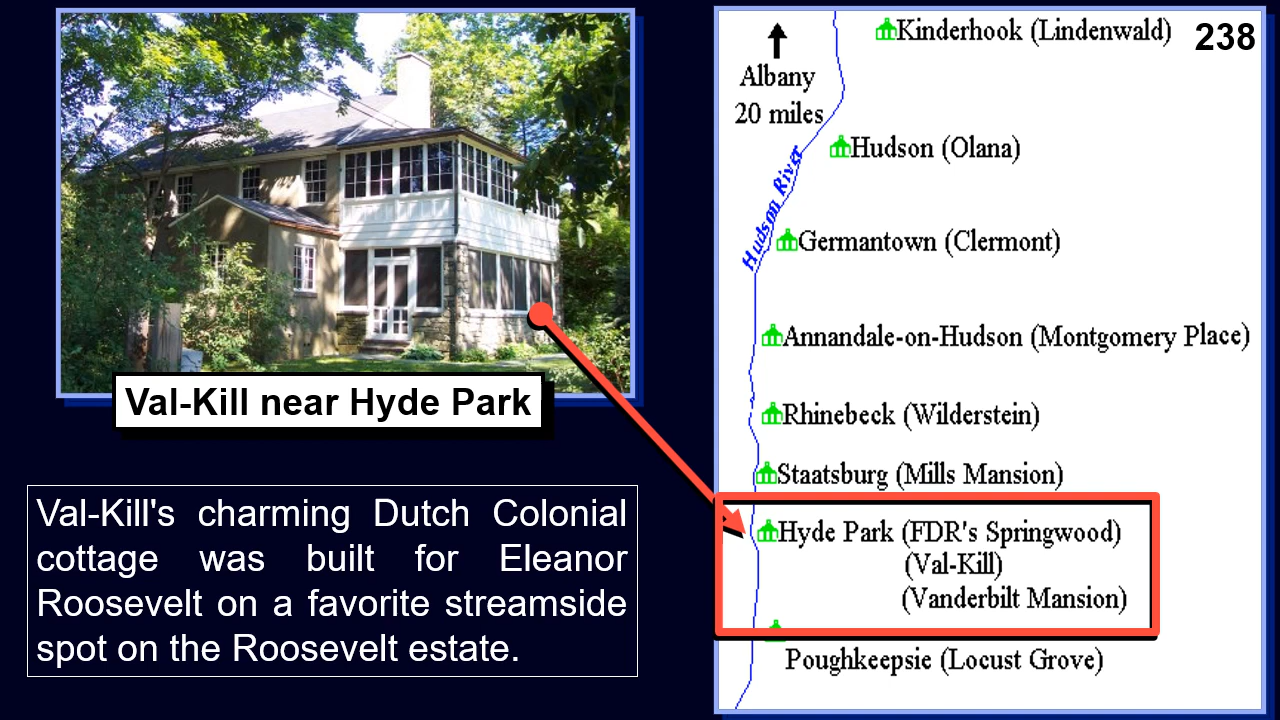 238
Kinderhook (Lindenwald)
Albany
20 miles
Hudson (Olana)
Hudson River
Germantown (Clermont)
Annandale-on-Hudson (Montgomery Place)
Rhinebeck (Wilderstein)
Staatsburg (Mills Mansion)
Hyde Park (FDR's Springwood)
(Val-Kill)
(Vanderbilt Mansion)
Poughkeepsie (Locust Grove)
Val-Kill near Hyde Park
Val-Kill's charming Dutch Colonial
cottage was built for Eleanor
Roosevelt on a favorite streamside
spot on the Roosevelt estate.